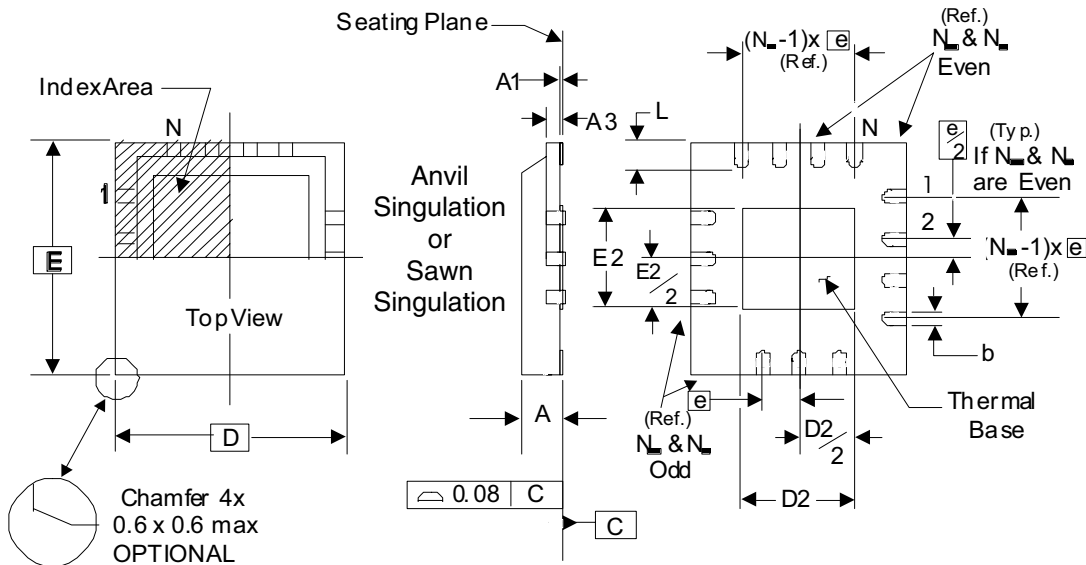 Seating Plane
Index Area
N
1
E
Top View
D
Chamfer 4x
0.6 x 0.6 max
OPTIONAL
Anvil
Singulation
or
Sawn
Singulation
A1
A3
L
A
0.08 C
C
(N -1)x e
(Ref.)
(Ref.)
N & N
Even
N
e/2
(Typ.)
If N & N
are Even
1
2
(N -1)x e
(Ref.)
E2
E2/2
b
e
(Ref.)
N & N
Odd
D2/2
D2
Thermal
Base